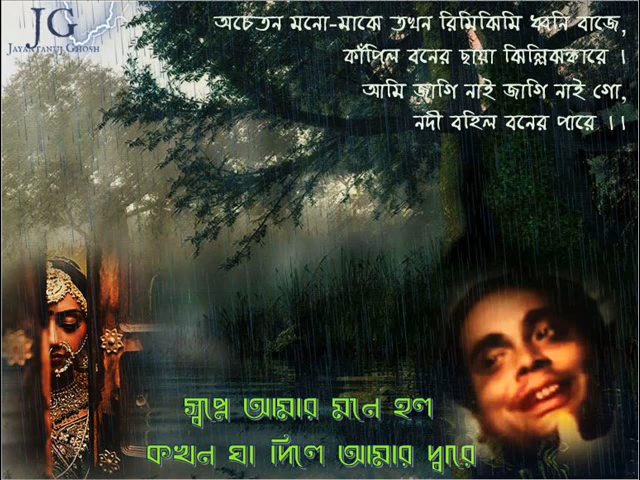 JG
JAYANTANUJ GHOSH
অচেতন মনো-মাঝে তখন রিমিঝিমি ধ্বনি বাজে,
কাঁপিল বনের ছায়া ঝিল্লিঝঙ্কারে ।
আমি জাগি নাই জাগি নাই গো,
নদী বহিল বনের পারে ।।
স্বপ্নে আমার মনে হল
কখন ঘা দিলে আমার দ্বারে